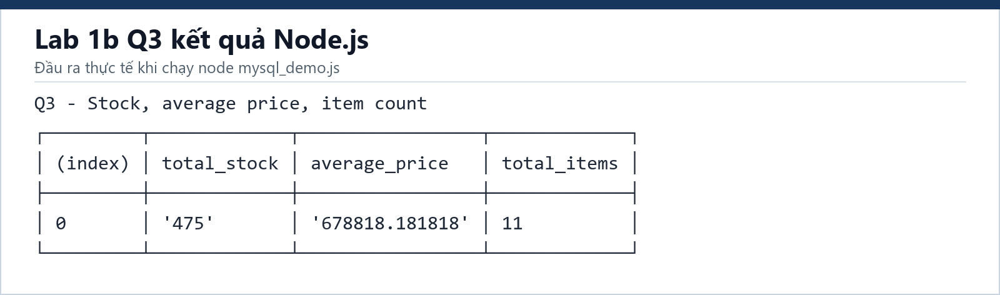 Lab 1b Q3 kết quả Node.js
Đầu ra thực tế khi chạy node mysql_demo.js
Q3 - Stock, average price, item count
(index) total_stock average_price total_items
0 '475' '678818.181818' 11